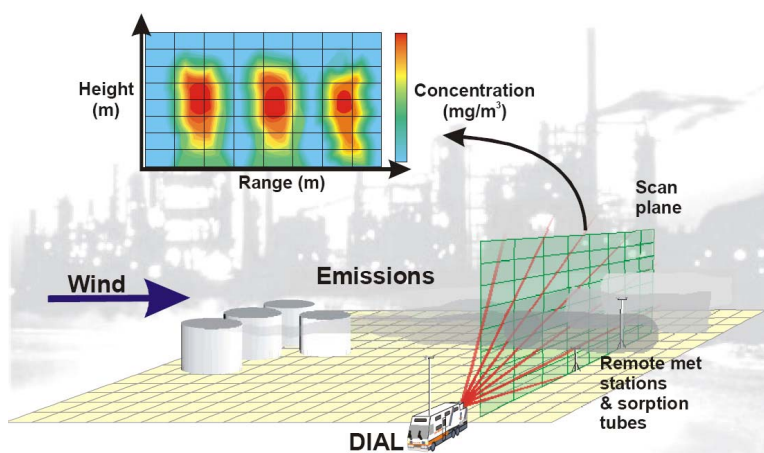 Height
(m)
Range (m)
Concentration
(mg/m³)
Scan
plane
Wind
Emissions
Remote met
stations
& sorption
tubes
DIAL